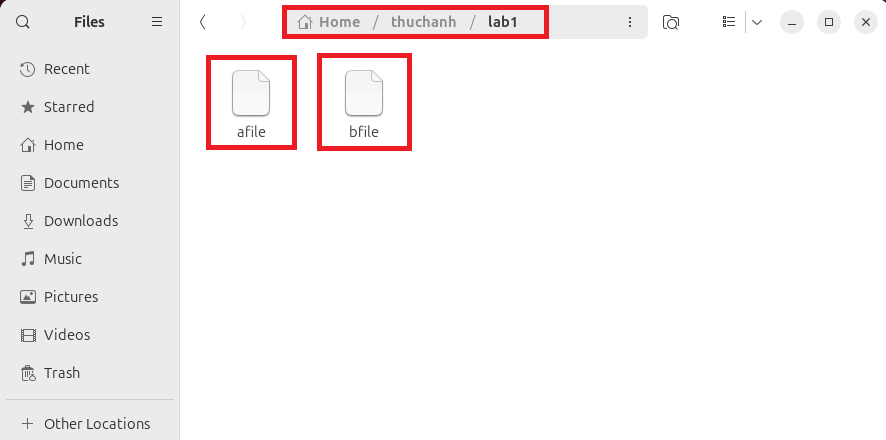 Files
Home / thuchanh / lab1
Recent
Starred
Home
Documents
Downloads
Music
Pictures
Videos
Trash
Other Locations
afile
bfile